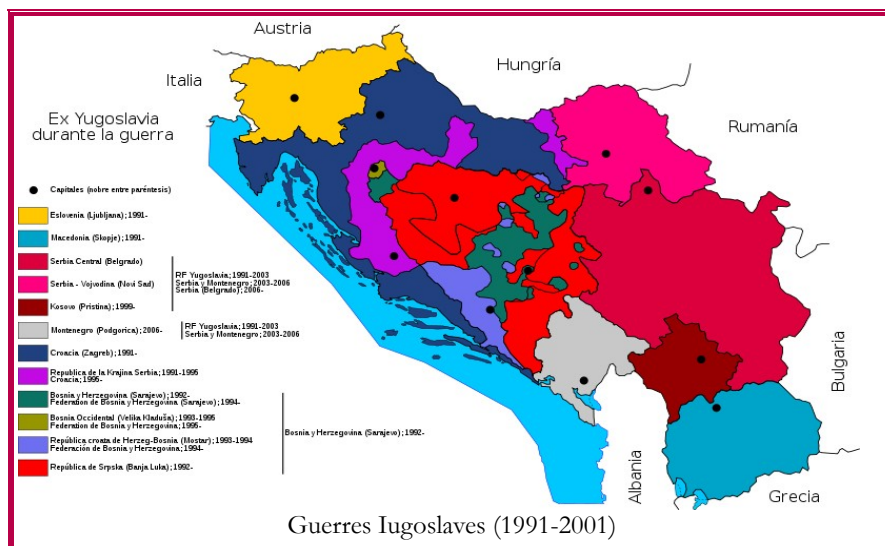 Austria
Italia
Hungría
Ex Yugoslavia
durante la guerra
Rumanía
Capitales (nobre entre paréntesis)
Eslovenia (Ljubljana); 1991-
Macedonia (Skopje); 1991-
Serbia Central (Belgrado)
Serbia - Vojvodina (Novi Sad)
Kosovo (Pristina); 1999-
RF Yugoslavia; 1991-2003
Serbia y Montenegro; 2003-2006
Serbia (Belgrado); 2006-
Montenegro (Podgorica); 2006-
RF Yugoslavia; 1991-2003
Serbia y Montenegro; 2003-2006
Croacia (Zagreb); 1991-
Republica de la Krajina Serbia; 1991-1995
Croacia; 1995-
Bosnia y Herzegovina (Sarajevo); 1992-
Federation de Bosnia y Herzegovina (Sarajevo); 1994-
Bosnia Occidental (Velika Kladuša); 1993-1995
Federation de Bosnia y Herzegovina; 1995-
República croata de Herzeg-Bosnia (Mostar); 1993-1994
Federación de Bosnia y Herzegovina; 1994-
República de Srpska (Banja Luka); 1992-
Bosnia y Herzegovina (Sarajevo); 1992-
Bulgaria
Albania
Grecia
Guerres Iugoslaves (1991-2001)